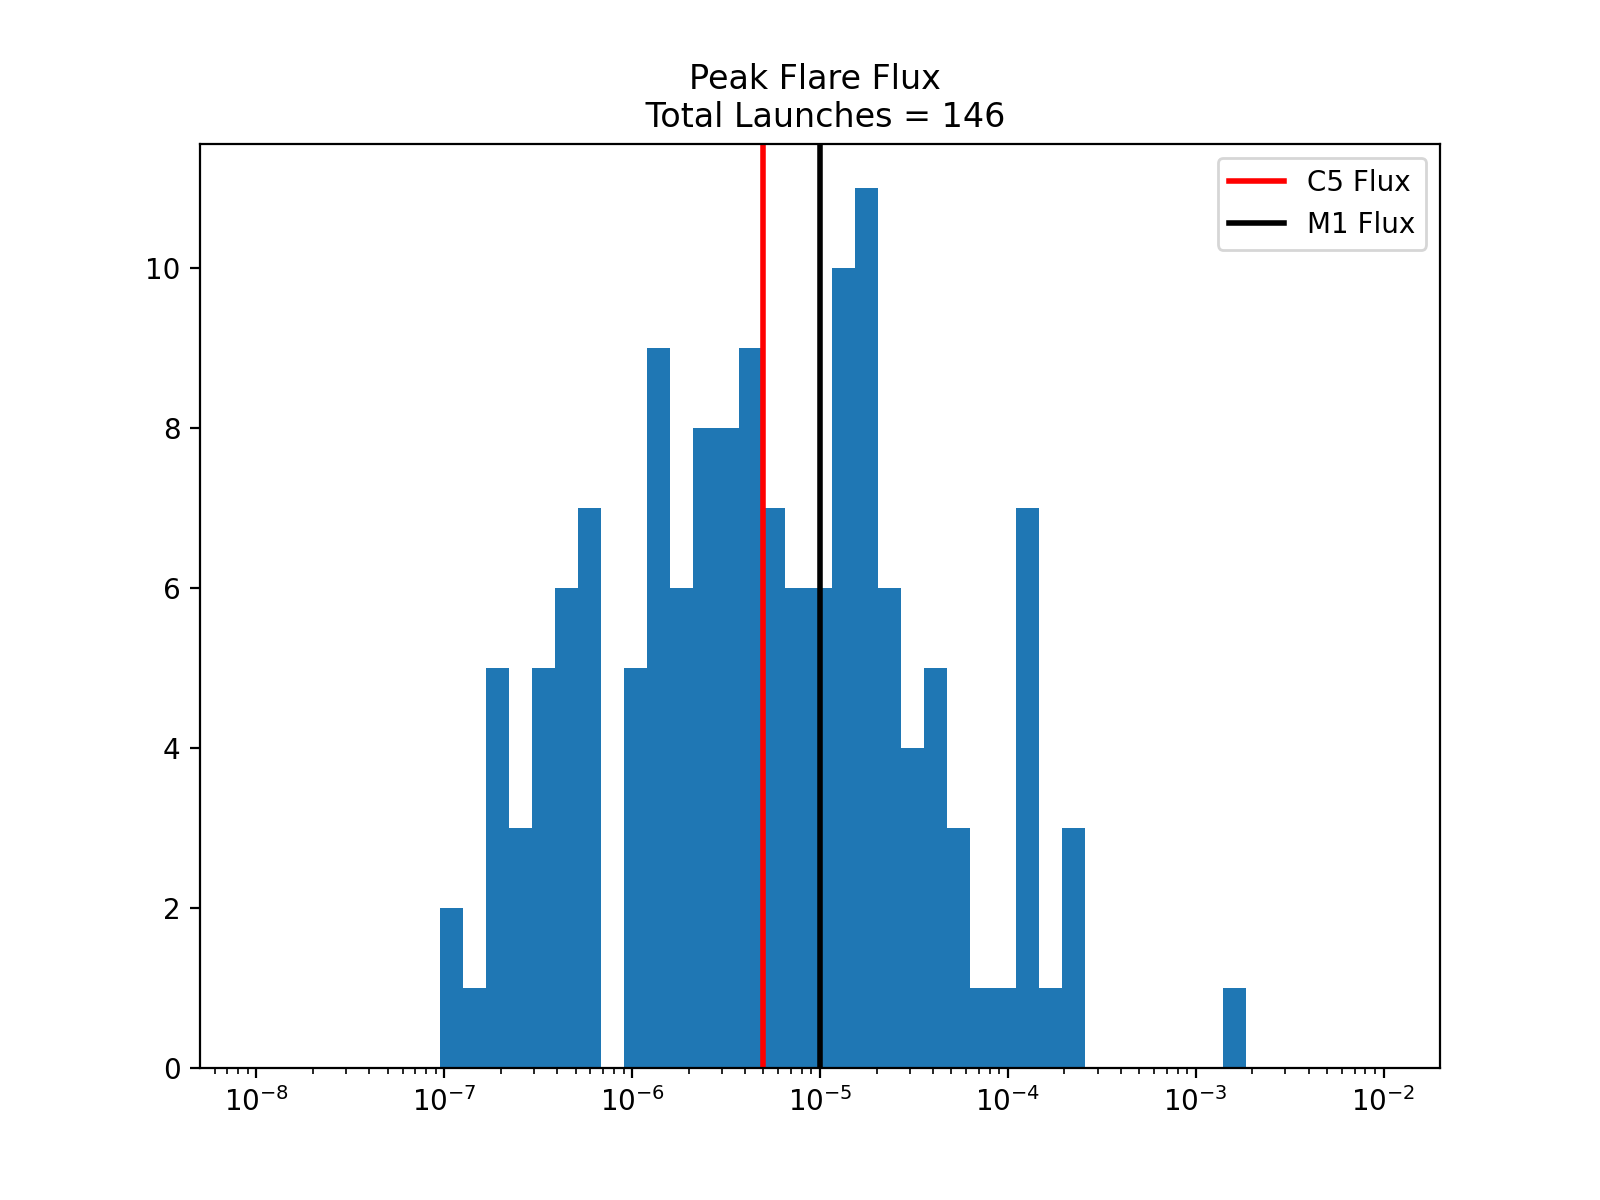 Peak Flare Flux
Total Launches = 146
C5 Flux
M1 Flux
10
8
6
4
2
0
10⁻⁸ 10⁻⁷ 10⁻⁶ 10⁻⁵ 10⁻⁴ 10⁻³ 10⁻²